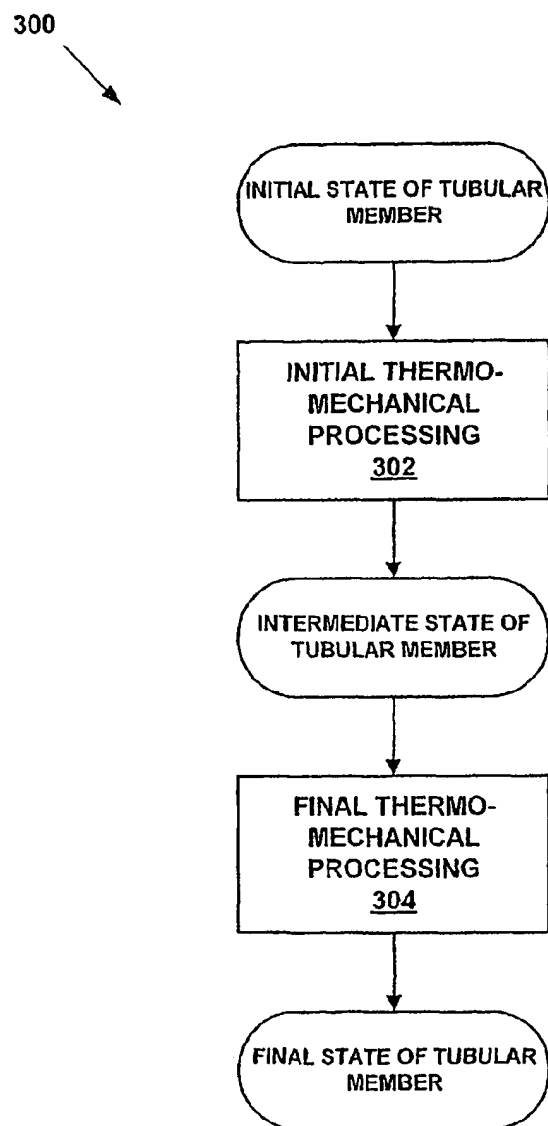 300
INITIAL STATE OF TUBULAR
MEMBER
INITIAL THERMO-
MECHANICAL
PROCESSING
302
INTERMEDIATE STATE OF
TUBULAR MEMBER
FINAL THERMO-
MECHANICAL
PROCESSING
304
FINAL STATE OF TUBULAR
MEMBER